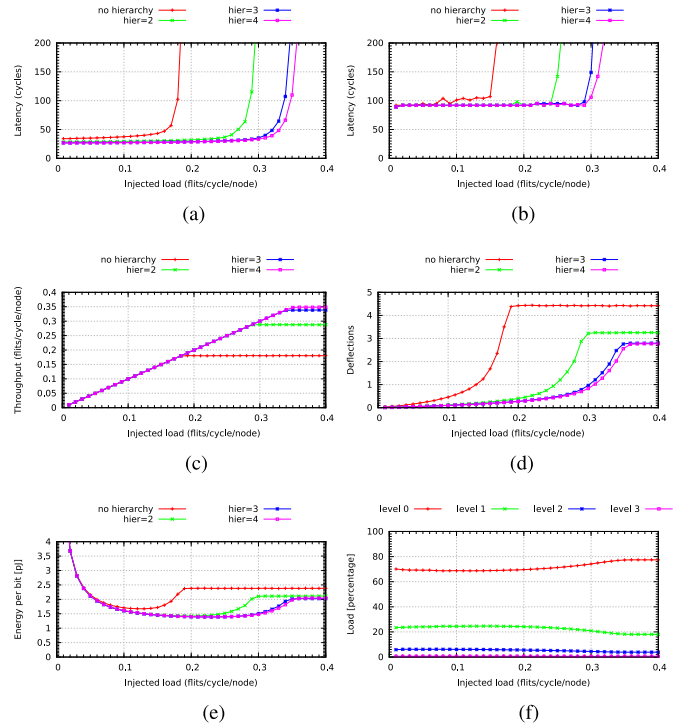 no hierarchy hier=3
hier=2 hier=4
200
150
100
50
0
Latency (cycles)
0 0.1 0.2 0.3 0.4
Injected load (flits/cycle/node)
(a)
no hierarchy hier=3
hier=2 hier=4
200
150
100
50
0
Latency (cycles)
0 0.1 0.2 0.3 0.4
Injected load (flits/cycle/node)
(b)
no hierarchy hier=3
hier=2 hier=4
0,4
0.35
0,3
0.25
0,2
0.15
0,1
0.05
0
Throughput (flits/cycle/node)
0 0.1 0.2 0.3 0.4
Injected load (flits/cycle/node)
(c)
no hierarchy hier=3
hier=2 hier=4
5
4
3
2
1
0
Deflections
0 0.1 0.2 0.3 0.4
Injected load (flits/cycle/node)
(d)
no hierarchy hier=3
hier=2 hier=4
4
3.5
3
2.5
2
1.5
1
0.5
0
Energy per bit [pJ]
0 0.1 0.2 0.3 0.4
Injected load (flits/cycle/node)
(e)
level 0 level 1 level 2 level 3
100
80
60
40
20
0
Load [percentage]
0 0.1 0.2 0.3 0.4
Injected load (flits/cycle/node)
(f)